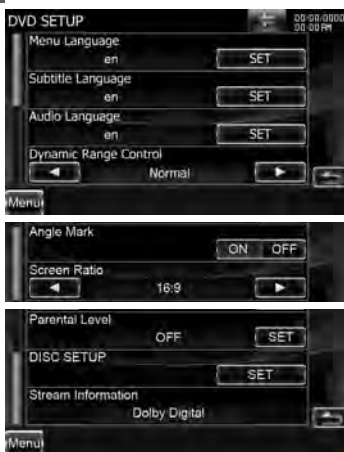 DVD SETUP
00/00/0000
00:00 PM
Menu Language
en SET
Subtitle Language
en SET
Audio Language
en SET
Dynamic Range Control
Normal
Menu
Angle Mark
ON OFF
Screen Ratio
16:9
Parental Level
OFF SET
DISC SETUP
SET
Stream Information
Dolby Digital
Menu